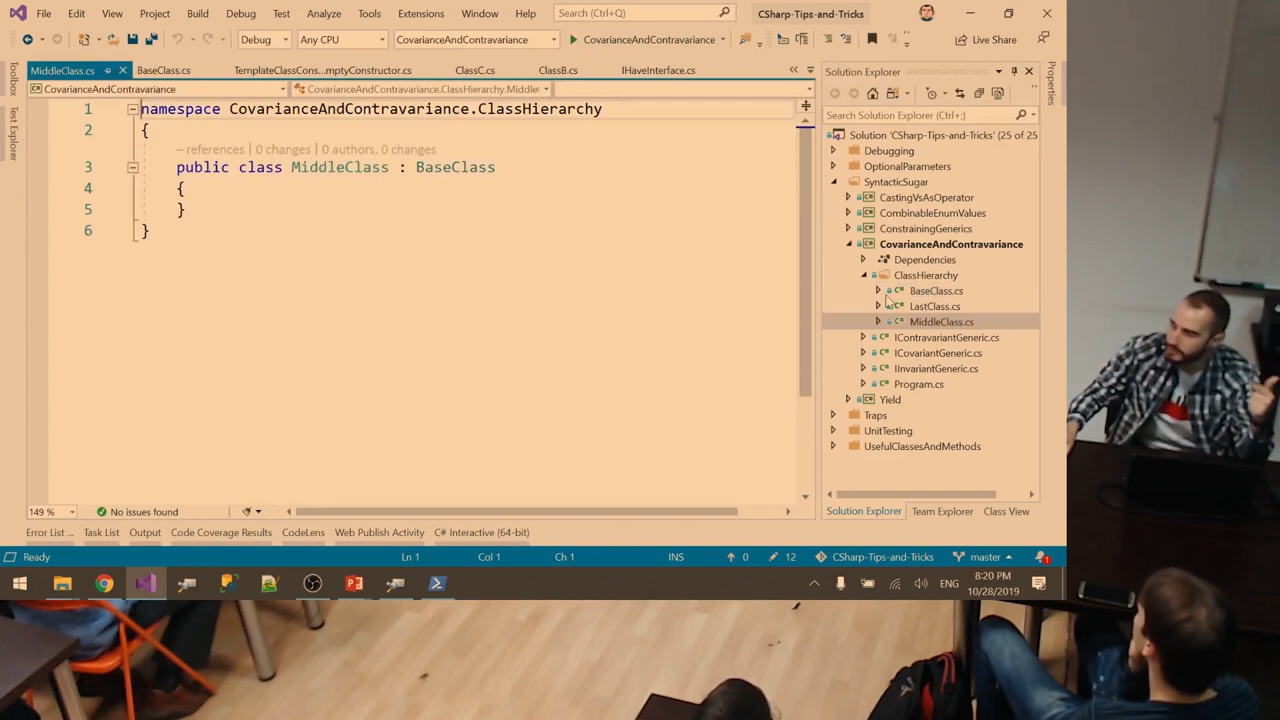 File Edit View Project Build Debug Test Analyze Tools Extensions Window Help Search (Ctrl+Q) CSharp-Tips-and-Tricks
Debug Any CPU CovarianceAndContravariance CovarianceAndContravariance Live Share
Toolbox
Test Explorer
MiddleClass.cs BaseClass.cs TemplateClassCons...mptyConstructor.cs ClassC.cs ClassB.cs IHaveInterface.cs
CovarianceAndContravariance CovarianceAndContravariance.ClassHierarchy.Middle
1 namespace CovarianceAndContravariance.ClassHierarchy
2 {
– references | 0 changes | 0 authors, 0 changes
3 public class MiddleClass : BaseClass
4 {
5 }
6 }
149 % No issues found
Solution Explorer
Search Solution Explorer (Ctrl+;)
Solution 'CSharp-Tips-and-Tricks' (25 of 25
Debugging
OptionalParameters
SyntacticSugar
CastingVsAsOperator
CombinableEnumValues
ConstrainingGenerics
CovarianceAndContravariance
Dependencies
ClassHierarchy
BaseClass.cs
LastClass.cs
MiddleClass.cs
IContravariantGeneric.cs
ICovariantGeneric.cs
IInvariantGeneric.cs
Program.cs
Yield
Traps
UnitTesting
UsefulClassesAndMethods
Solution Explorer Team Explorer Class View
Properties
Error List ... Task List Output Code Coverage Results CodeLens Web Publish Activity C# Interactive (64-bit)
Ready Ln 1 Col 1 Ch 1 INS 0 12 CSharp-Tips-and-Tricks master 1
ENG 8:20 PM
10/28/2019